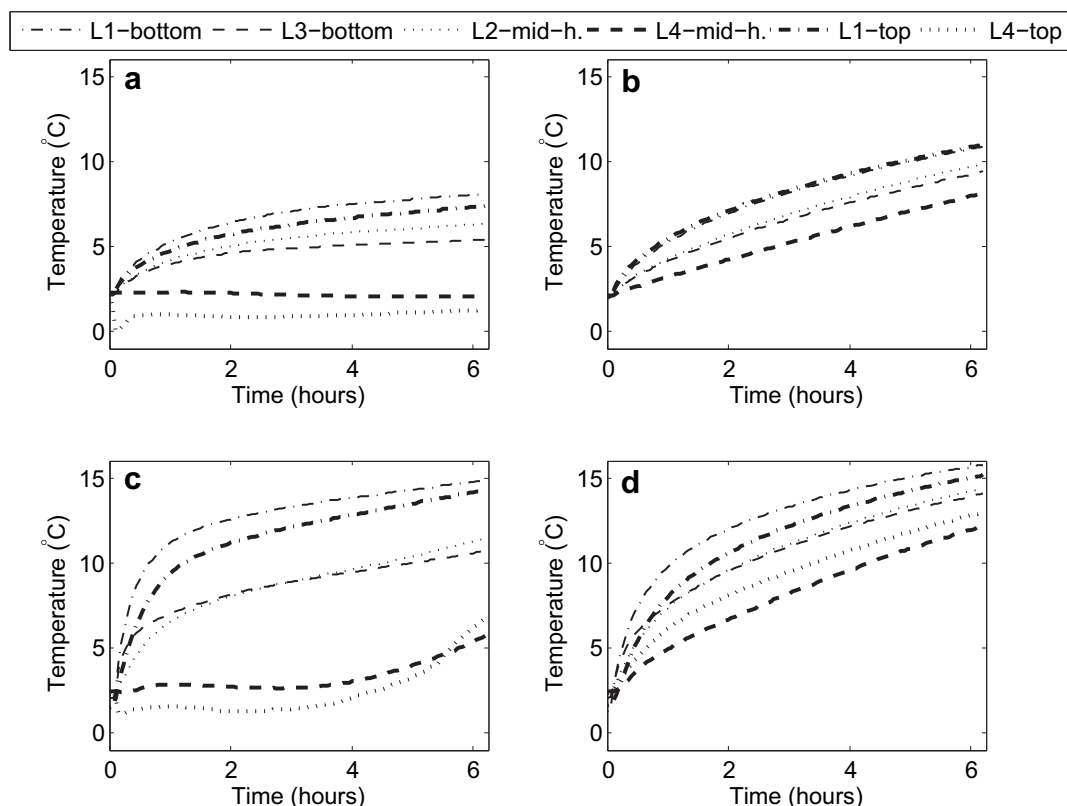 L1−bottom L3−bottom L2−mid−h. L4−mid−h. L1−top L4−top
a
15
10
5
0
Temperature (°C)
0 2 4 6
Time (hours)
b
15
10
5
0
Temperature (°C)
0 2 4 6
Time (hours)
c
15
10
5
0
Temperature (°C)
0 2 4 6
Time (hours)
d
15
10
5
0
Temperature (°C)
0 2 4 6
Time (hours)